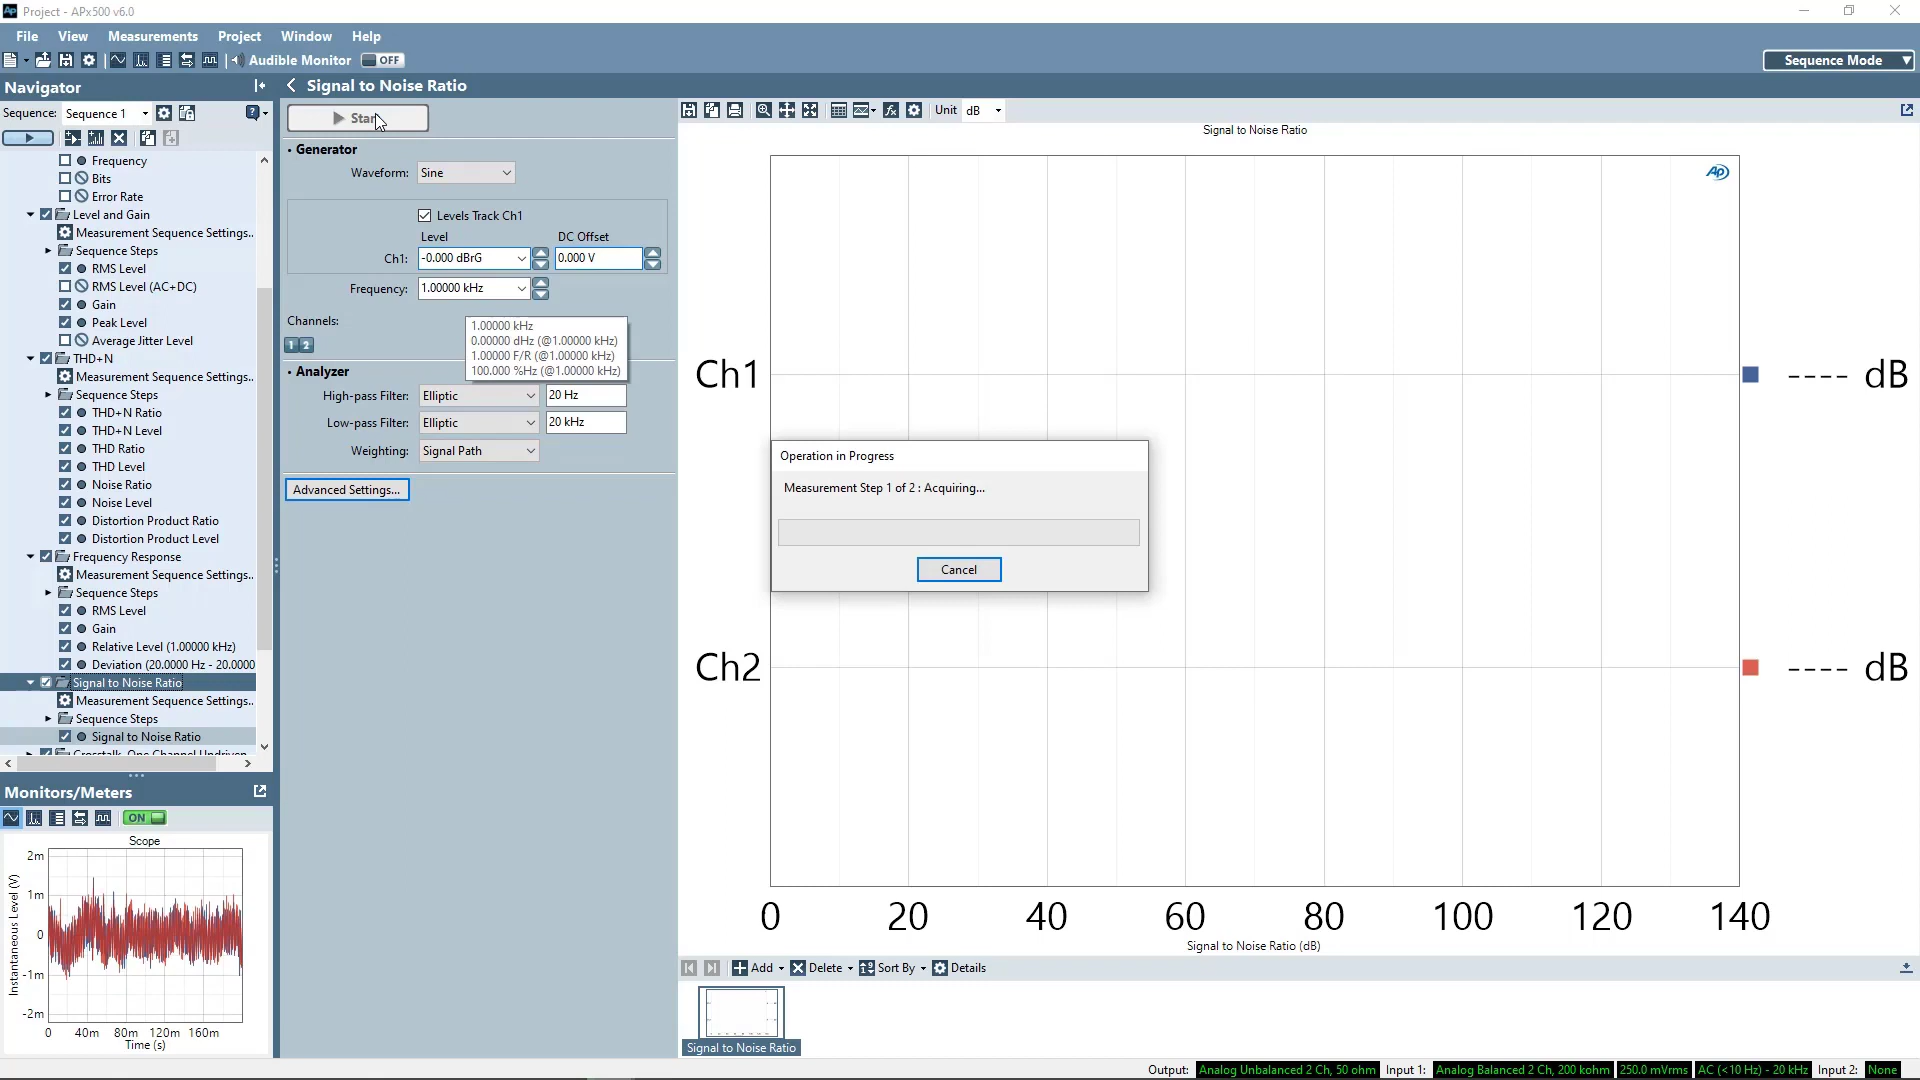 Project - APx500 v6.0
File View Measurements Project Window Help
Audible Monitor OFF
Sequence Mode
Navigator
Sequence: Sequence 1
Frequency
Bits
Error Rate
Level and Gain
Measurement Sequence Settings..
Sequence Steps
RMS Level
RMS Level (AC+DC)
Gain
Peak Level
Average Jitter Level
THD+N
Measurement Sequence Settings..
Sequence Steps
THD+N Ratio
THD+N Level
THD Ratio
THD Level
Noise Ratio
Noise Level
Distortion Product Ratio
Distortion Product Level
Frequency Response
Measurement Sequence Settings..
Sequence Steps
RMS Level
Gain
Relative Level (1.00000 kHz)
Deviation (20.0000 Hz - 20.0000
Signal to Noise Ratio
Measurement Sequence Settings..
Sequence Steps
Signal to Noise Ratio
Monitors/Meters
ON
Scope
Instantaneous Level (V)
2m
1m
0
-1m
-2m
0 40m 80m 120m 160m
Time (s)
Signal to Noise Ratio
Generator
Waveform: Sine
Levels Track Ch1
Level DC Offset
Ch1: -0.000 dBrG 0.000 V
Frequency: 1.00000 kHz
Channels:
1 2
1.00000 kHz
0.00000 dHz (@1.00000 kHz)
1.00000 F/R (@1.00000 kHz)
100.000 %Hz (@1.00000 kHz)
Analyzer
High-pass Filter: Elliptic 20 Hz
Low-pass Filter: Elliptic 20 kHz
Weighting: Signal Path
Advanced Settings...
Unit dB
Signal to Noise Ratio
AP
Ch1 ---- dB
Operation in Progress
Measurement Step 1 of 2 : Acquiring...
Cancel
Ch2 ---- dB
0 20 40 60 80 100 120 140
Signal to Noise Ratio (dB)
Add Delete Sort By Details
Signal to Noise Ratio
Output: Analog Unbalanced 2 Ch, 50 ohm Input 1: Analog Balanced 2 Ch, 200 kohm 250.0 mVrms AC (<10 Hz) - 20 kHz Input 2: None